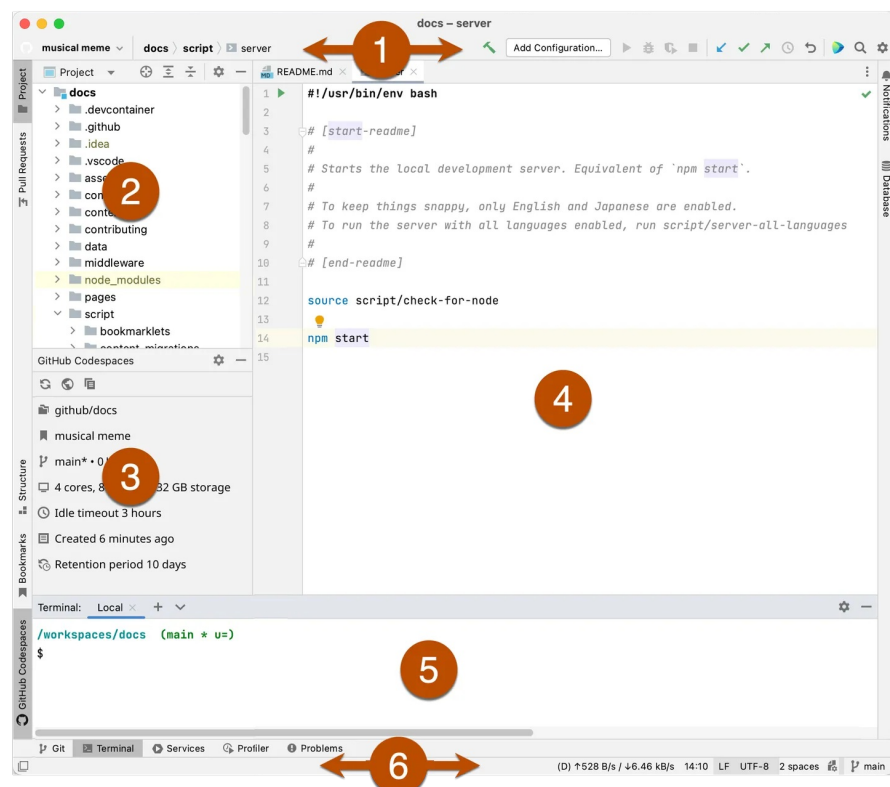 docs – server
musical meme docs script server
1
Add Configuration...
Project
Pull Requests
Structure
Bookmarks
GitHub Codespaces
Project
docs
.devcontainer
.github
.idea
.vscode
2
contributing
data
middleware
node_modules
pages
script
bookmarklets
GitHub Codespaces
github/docs
musical meme
main* • 0
3
4 cores, 8 32 GB storage
Idle timeout 3 hours
Created 6 minutes ago
Retention period 10 days
README.md
1 #!/usr/bin/env bash
2
3 # [start-readme]
4 #
5 # Starts the local development server. Equivalent of `npm start`.
6 #
7 # To keep things snappy, only English and Japanese are enabled.
8 # To run the server with all languages enabled, run script/server-all-languages
9 #
10 # [end-readme]
11
12 source script/check-for-node
13
14 npm start
15
4
Notifications
Database
Terminal: Local
/workspaces/docs (main * u=)
$
5
Git Terminal Services Profiler Problems
6
(D) ↑528 B/s / ↓6.46 kB/s 14:10 LF UTF-8 2 spaces main